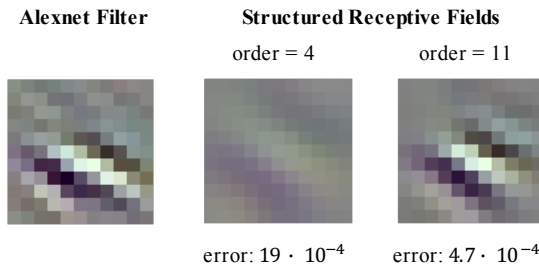 Alexnet Filter Structured Receptive Fields
order = 4 order = 11
error: 19 · 10⁻⁴ error: 4.7 · 10⁻⁴